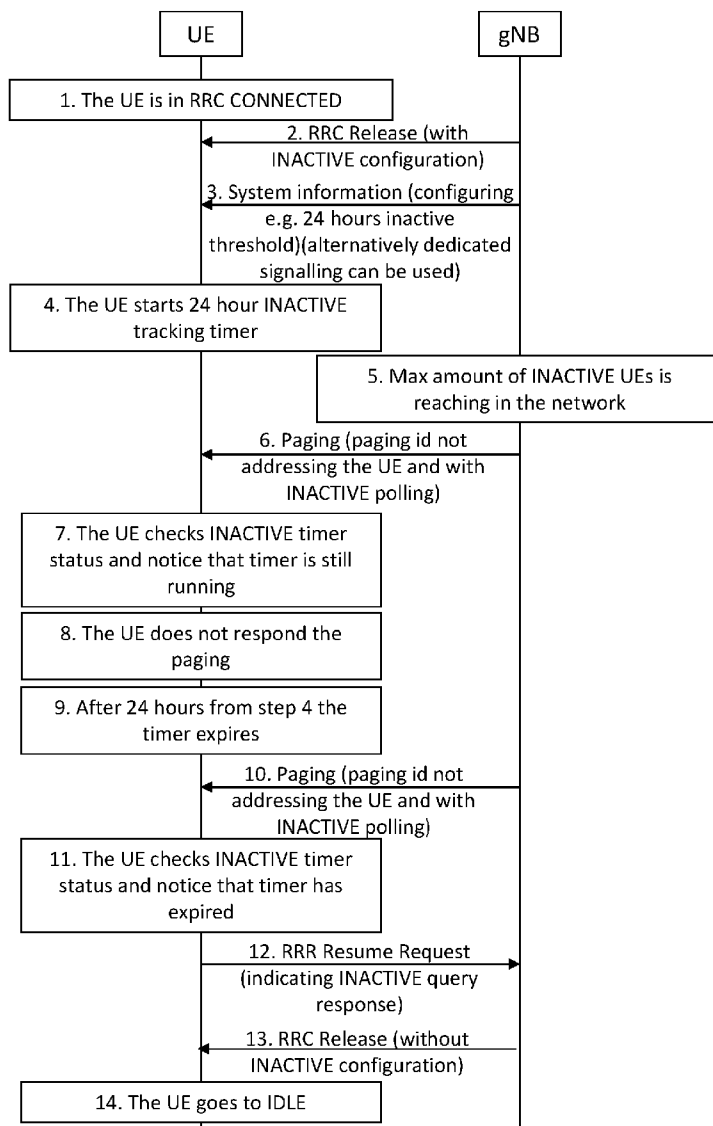 UE
gNB
1. The UE is in RRC CONNECTED
2. RRC Release (with
INACTIVE configuration)
3. System information (configuring
e.g. 24 hours inactive
threshold)(alternatively dedicated
signalling can be used)
4. The UE starts 24 hour INACTIVE
tracking timer
5. Max amount of INACTIVE UEs is
reaching in the network
6. Paging (paging id not
addressing the UE and with
INACTIVE polling)
7. The UE checks INACTIVE timer
status and notice that timer is still
running
8. The UE does not respond the
paging
9. After 24 hours from step 4 the
timer expires
10. Paging (paging id not
addressing the UE and with
INACTIVE polling)
11. The UE checks INACTIVE timer
status and notice that timer has
expired
12. RRR Resume Request
(indicating INACTIVE query
response)
13. RRC Release (without
INACTIVE configuration)
14. The UE goes to IDLE